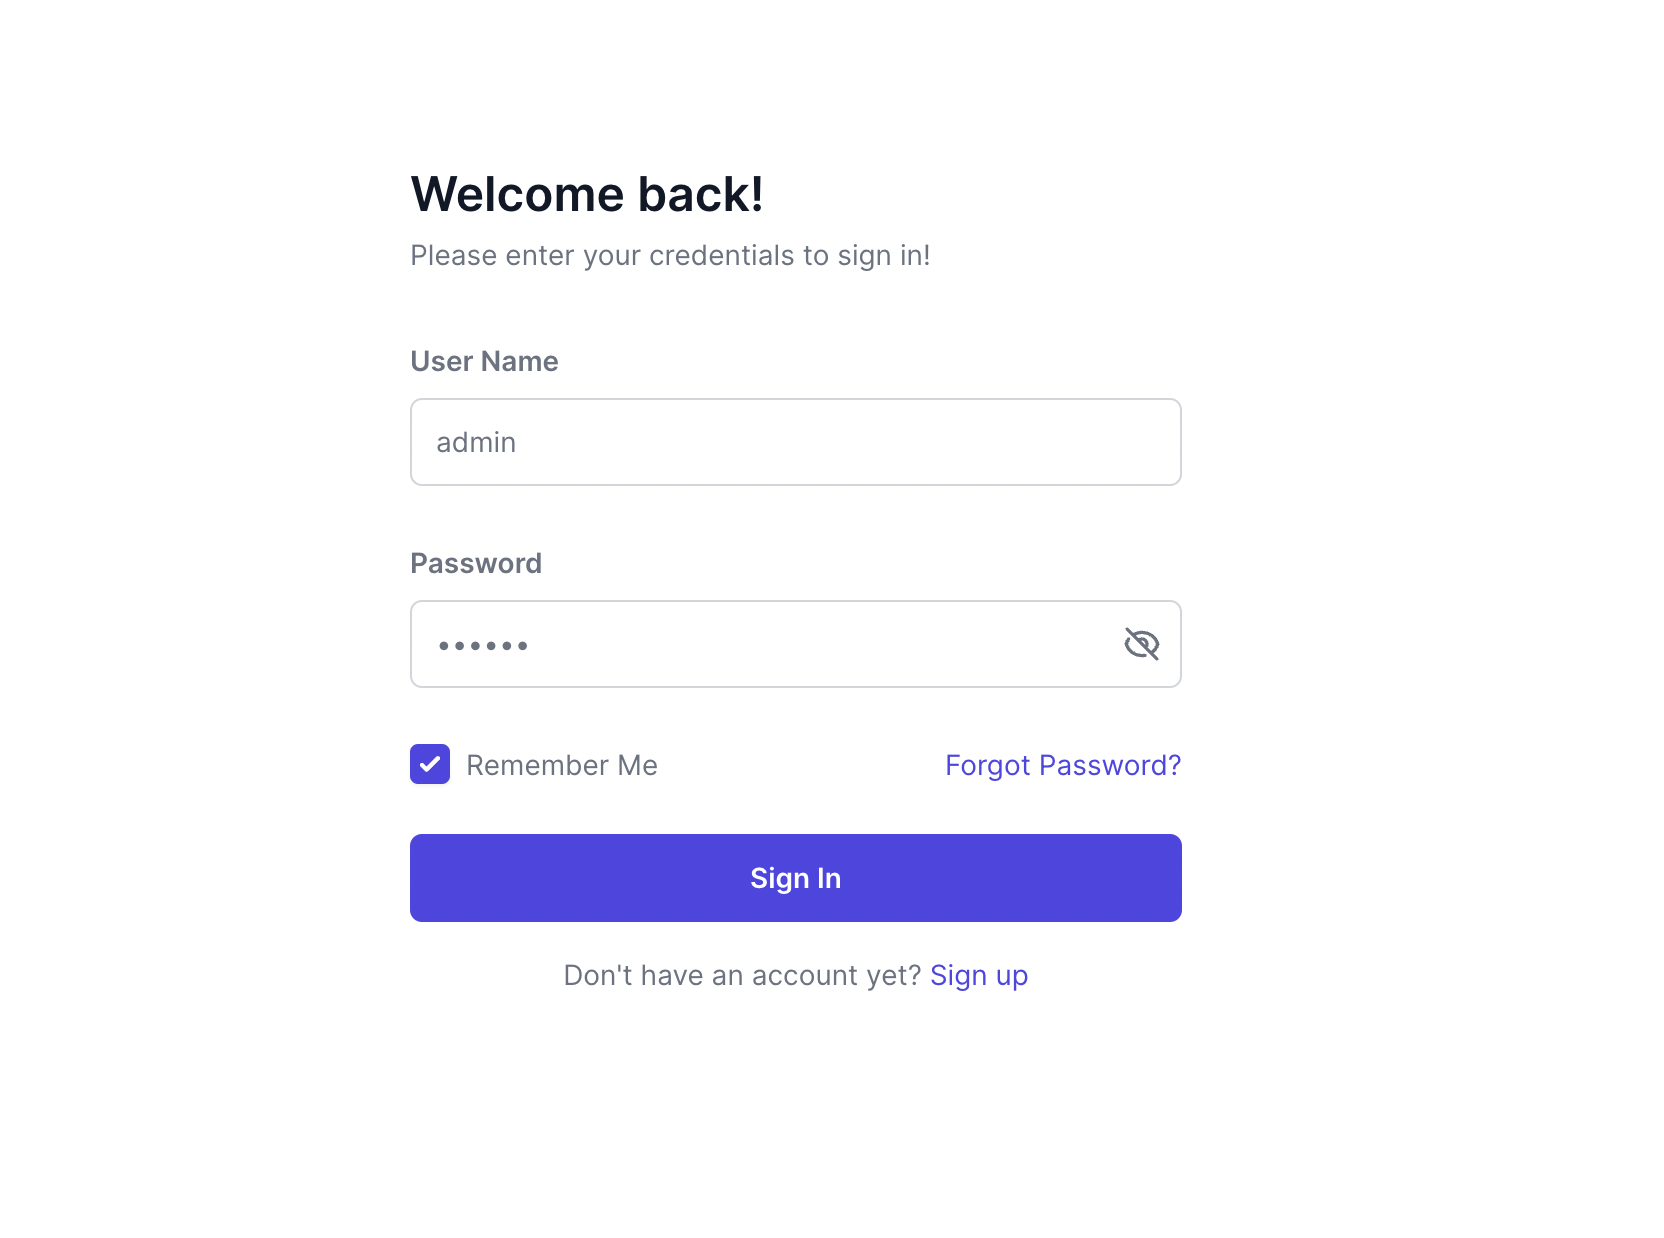 Welcome back!
Please enter your credentials to sign in!
User Name
admin
Password
••••••
Remember Me
Forgot Password?
Sign In
Don't have an account yet? Sign up